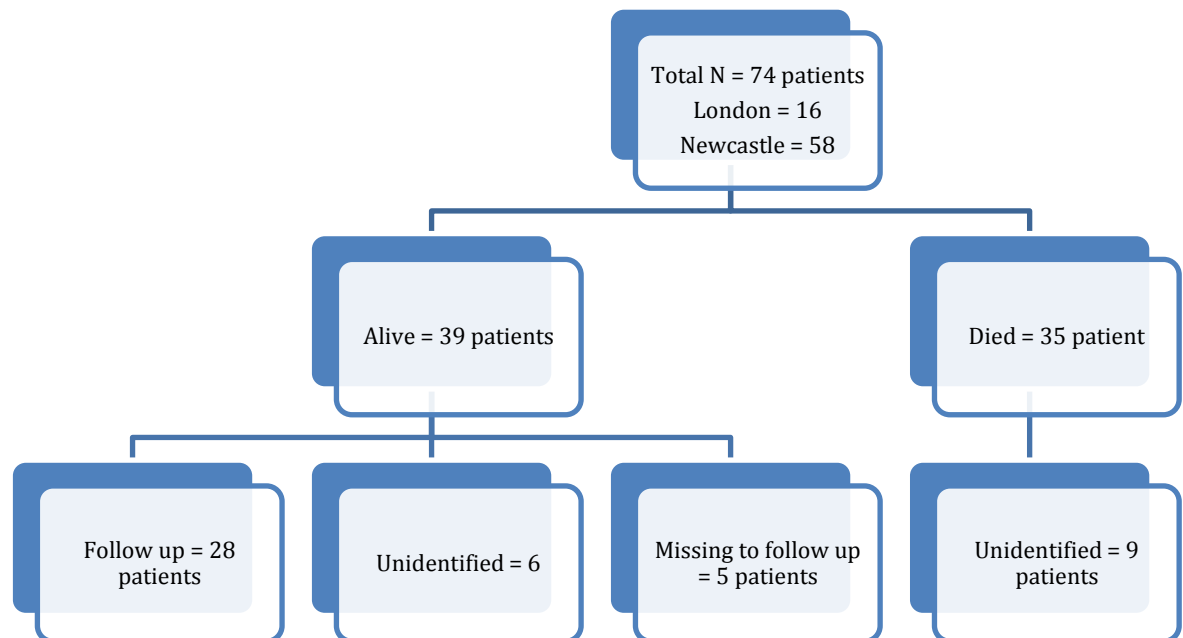 Total N = 74 patients
London = 16
Newcastle = 58
Alive = 39 patients
Died = 35 patient
Follow up = 28
patients
Unidentified = 6
Missing to follow up
= 5 patients
Unidentified = 9
patients